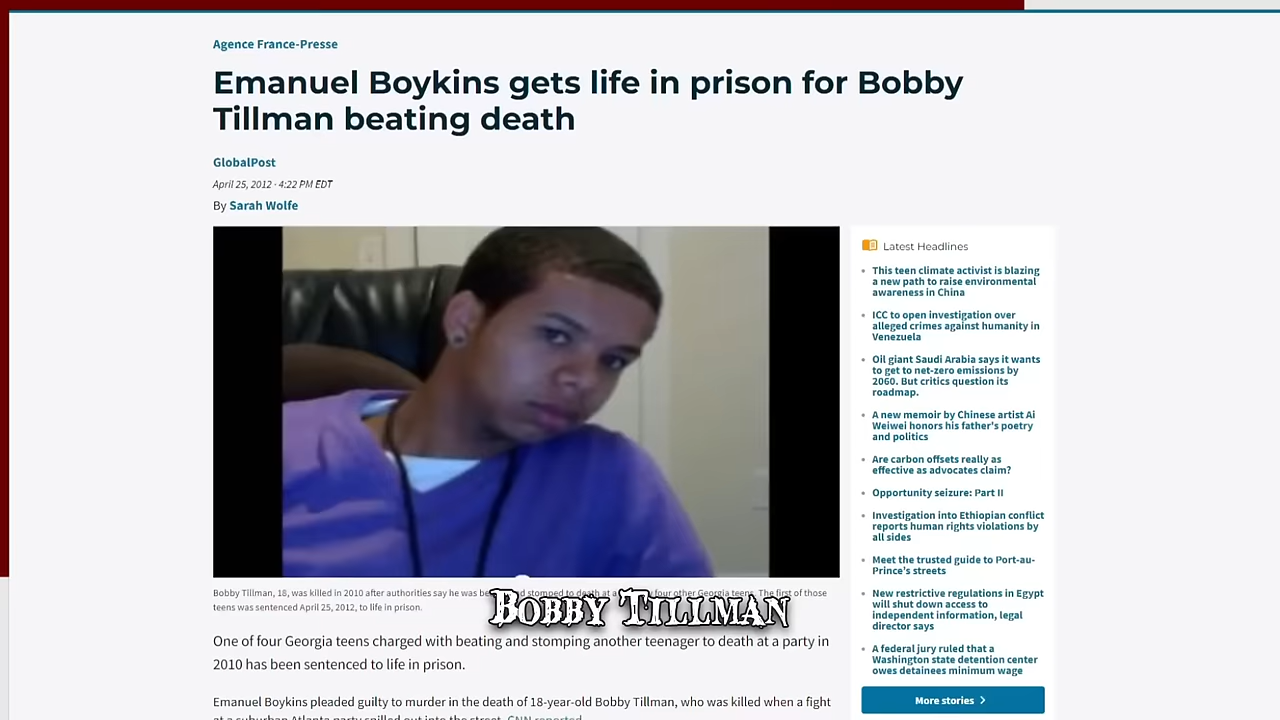 Agence France-Presse
Emanuel Boykins gets life in prison for Bobby
Tillman beating death
GlobalPost
April 25, 2012 · 4:22 PM EDT
By Sarah Wolfe
Latest Headlines
This teen climate activist is blazing
a new path to raise environmental
awareness in China
ICC to open investigation over
alleged crimes against humanity in
Venezuela
Oil giant Saudi Arabia says it wants
to get to net-zero emissions by
2060. But critics question its
roadmap.
A new memoir by Chinese artist Ai
Weiwei honors his father's poetry
and politics
Are carbon offsets really as
effective as advocates claim?
Opportunity seizure: Part II
Investigation into Ethiopian conflict
reports human rights violations by
all sides
Meet the trusted guide to Port-au-
Prince's streets
New restrictive regulations in Egypt
will shut down access to
independent information, legal
director says
A federal jury ruled that a
Washington state detention center
owes detainees minimum wage
More stories
Bobby Tillman, 18, was killed in 2010 after authorities say he was stomped to death at a four other Georgia teens. The first of those
teens was sentenced April 25, 2012, to life in prison.
Bobby Tillman
One of four Georgia teens charged with beating and stomping another teenager to death at a party in
2010 has been sentenced to life in prison.
Emanuel Boykins pleaded guilty to murder in the death of 18-year-old Bobby Tillman, who was killed when a fight
at a suburban Atlanta party spilled out into the street, CNN reported.